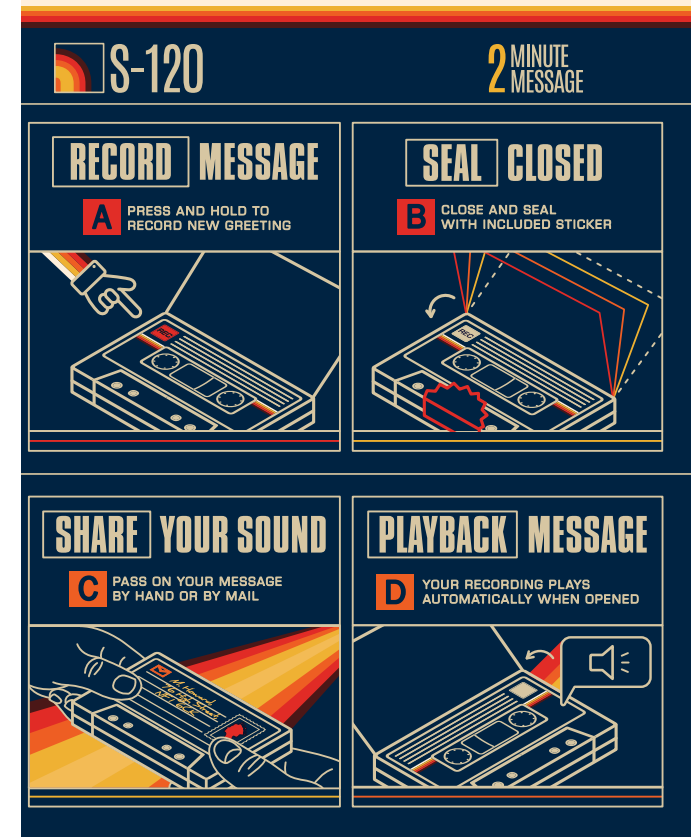 S-120
2 MINUTE
MESSAGE
RECORD MESSAGE
A PRESS AND HOLD TO
RECORD NEW GREETING
REC
SEAL CLOSED
B CLOSE AND SEAL
WITH INCLUDED STICKER
REC
SHARE YOUR SOUND
C PASS ON YOUR MESSAGE
BY HAND OR BY MAIL
PLAYBACK MESSAGE
D YOUR RECORDING PLAYS
AUTOMATICALLY WHEN OPENED